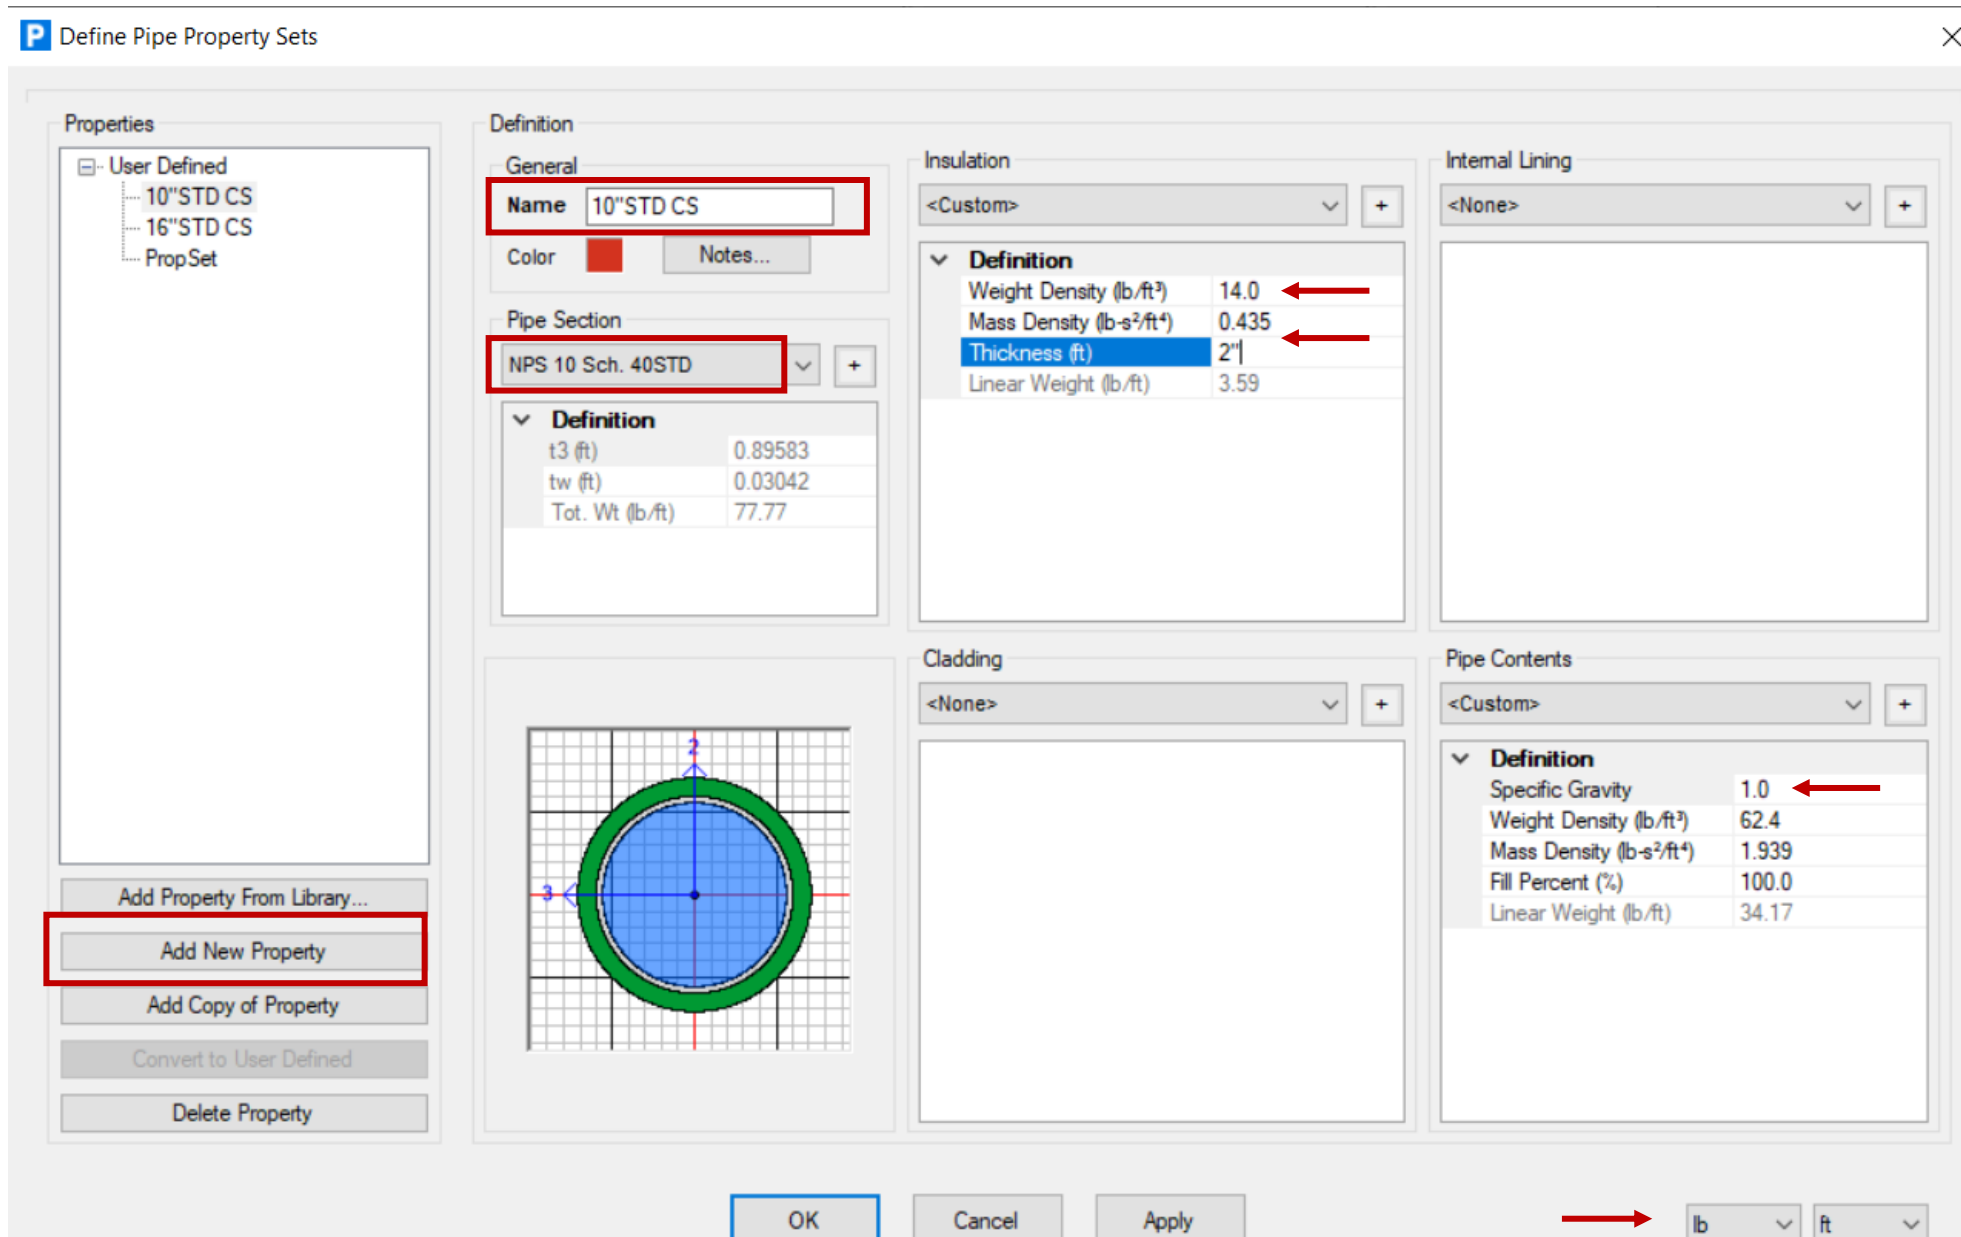 P Define Pipe Property Sets
Properties
User Defined
10"STD CS
16"STD CS
PropSet
Add Property From Library...
Add New Property
Add Copy of Property
Convert to User Defined
Delete Property
Definition
General
Name 10"STD CS
Color Notes...
Pipe Section
NPS 10 Sch. 40STD +
Definition
t3 (ft) 0.89583
tw (ft) 0.03042
Tot. Wt (lb/ft) 77.77
2
3
Insulation
<Custom> +
Definition
Weight Density (lb/ft³) 14.0
Mass Density (lb-s²/ft⁴) 0.435
Thickness (ft) 2"
Linear Weight (lb/ft) 3.59
Internal Lining
<None> +
Cladding
<None> +
Pipe Contents
<Custom> +
Definition
Specific Gravity 1.0
Weight Density (lb/ft³) 62.4
Mass Density (lb-s²/ft⁴) 1.939
Fill Percent (%) 100.0
Linear Weight (lb/ft) 34.17
OK Cancel Apply lb ft